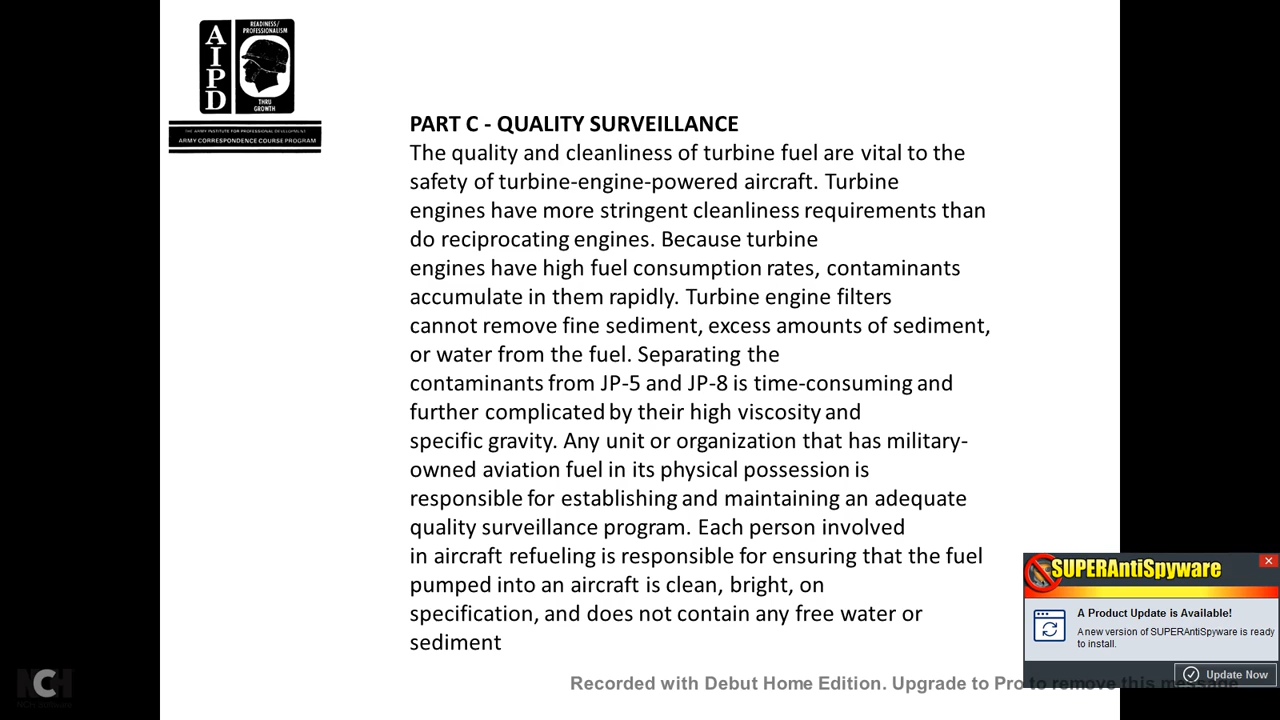 READINESS/
PROFESSIONALISM
AIPD
THRU
GROWTH
THE ARMY INSTITUTE FOR PROFESSIONAL DEVELOPMENT
ARMY CORRESPONDENCE COURSE PROGRAM
PART C - QUALITY SURVEILLANCE
The quality and cleanliness of turbine fuel are vital to the
safety of turbine-engine-powered aircraft. Turbine
engines have more stringent cleanliness requirements than
do reciprocating engines. Because turbine
engines have high fuel consumption rates, contaminants
accumulate in them rapidly. Turbine engine filters
cannot remove fine sediment, excess amounts of sediment,
or water from the fuel. Separating the
contaminants from JP-5 and JP-8 is time-consuming and
further complicated by their high viscosity and
specific gravity. Any unit or organization that has military-
owned aviation fuel in its physical possession is
responsible for establishing and maintaining an adequate
quality surveillance program. Each person involved
in aircraft refueling is responsible for ensuring that the fuel
pumped into an aircraft is clean, bright, on
specification, and does not contain any free water or
sediment
SUPERAntiSpyware
A Product Update is Available!
A new version of SUPERAntiSpyware is ready
to install.
Update Now
NCH
NCH Software
Recorded with Debut Home Edition. Upgrade to Pro to remove this message